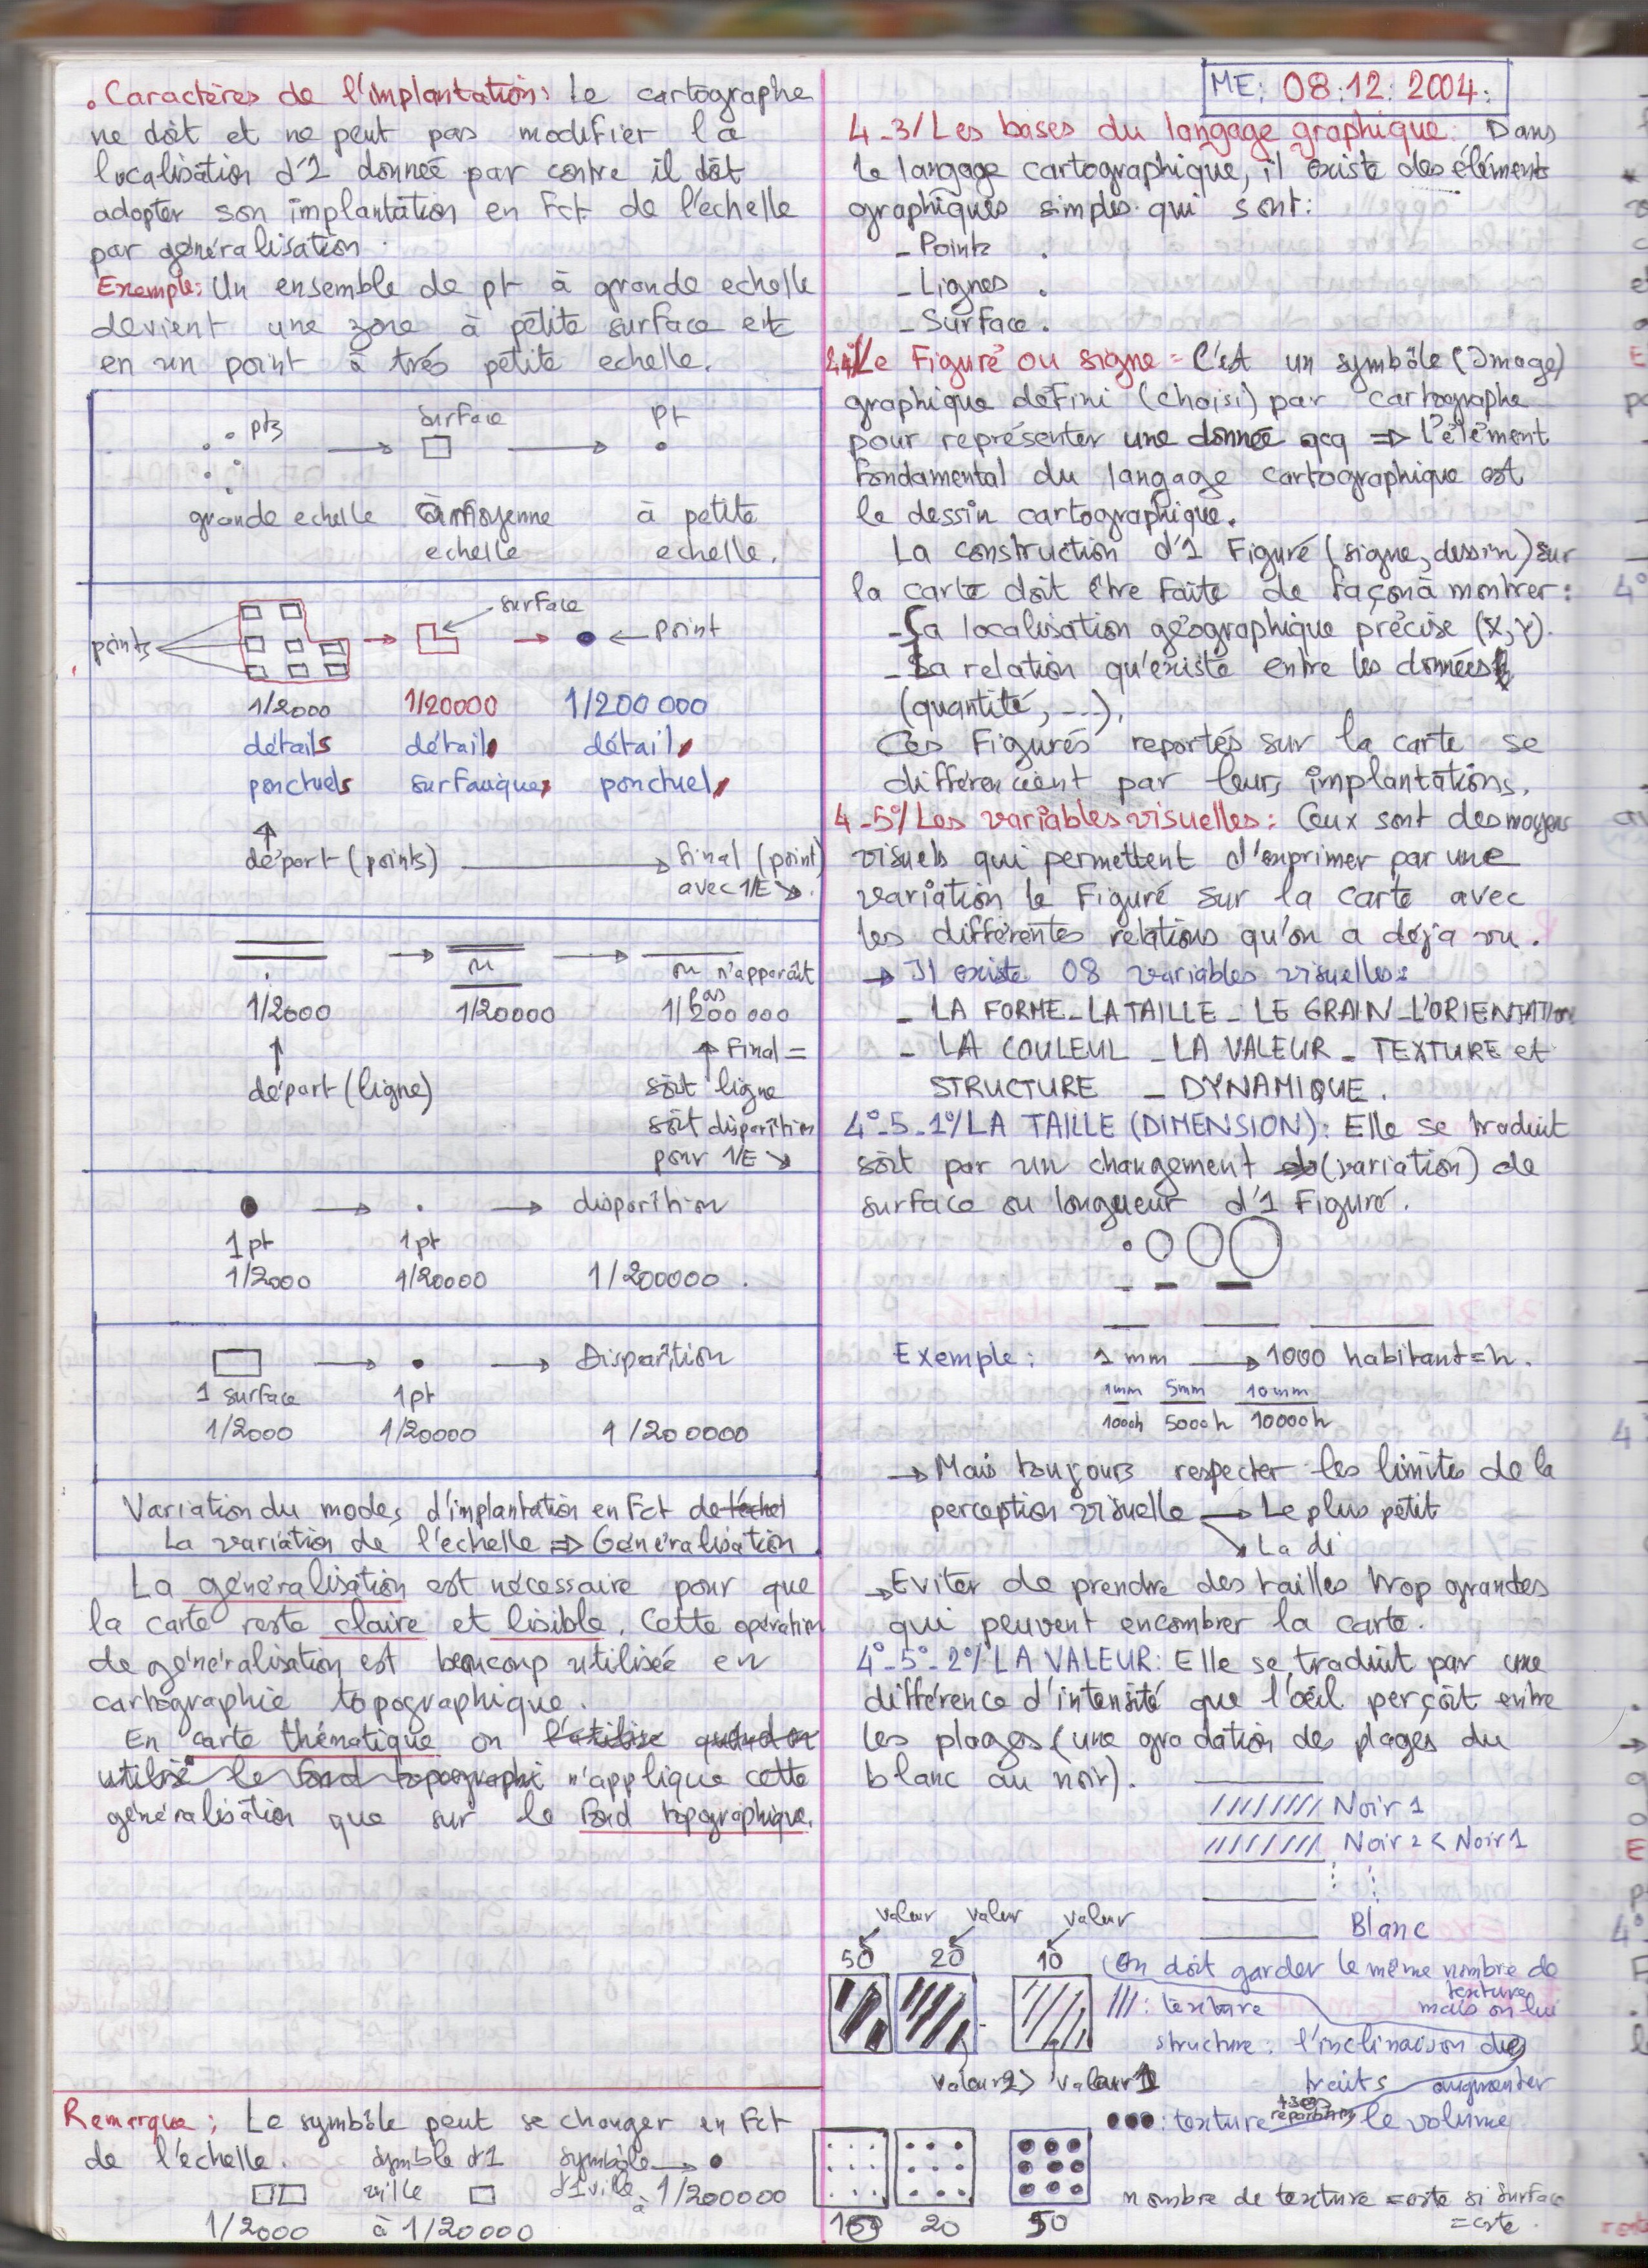 . Caractères de l'implantation: Le cartographe
ne doit et ne peut pas modifier la
localisation d'1 donneé par contre il doit
adopter son implantation en Fct de l'échelle
par généralisation.
Exemple: Un ensemble de pt à grande echelle
devient une zone à petite surface etc
en un point à très petite echelle.
pts surface pt
grande echelle à moyenne à petite
echelle echelle.
surface
points point
1/2000 1/20000 1/200 000
détails détail détail
ponctuels surfacique ponctuel
départ (points) final (point)
avec 1/E ↘.
ou ou n'apparaît
pas
1/2000 1/20000 1/200 000
↑ ↑ Final =
départ (ligne) soit ligne
soit disparition
pour 1/E ↘
→ → disparition
1 pt 1 pt
1/2000 1/20000 1/200000.
→ → Disparition
1 surface 1 pt
1/2000 1/20000 1/200000
Variation du modes d'implantation en Fct de l'échel
La variation de l'échelle ⇒ Généralisation
La généralisation est nécessaire pour que
la carte reste claire et lisible. Cette opération
de généralisation est beaucoup utilisée en
cartographie topographique.
En carte thématique on l'utilise quand on
utilise le fond topographi n'applique cette
généralisation que sur le fond topographique.
Remarque: Le symbôle peut se changer en Fct
de l'échelle. symbole d'1 symbole → •
ville d'1 ville à 1/200000
1/2000 à 1/20000
ME: 08.12.2004.
4-3/ Les bases du langage graphique: Dans
le langage cartographique, il existe des éléments
graphiques simples qui sont:
- Points.
- Lignes.
- Surface.
4.4/ Le Figuré ou signe = C'est un symbôle (Image)
graphique défini (choisi) par cartographe
pour représenter une donnée qcq ⇒ L'élément
fondamental du langage cartographique est
le dessin cartographique.
La construction d'1 Figuré (signe, dessin) sur
la carte doit être faite de façon à montrer:
- Sa localisation géographique précise (X,Y).
- La relation qu'existe entre les données
(quantité, ...).
Ces Figurés reportés sur la carte se
différencient par leurs implantations.
4-5°/ Les variables visuelles: Ceux sont des moyens
visuels qui permettent d'exprimer par une
variation le Figuré sur la carte avec
les différentes relations qu'on a déjà vu.
→ Il existe 08 variables visuelles:
- LA FORME - LA TAILLE - LE GRAIN - L'ORIENTATION
- LA COULEUR - LA VALEUR - TEXTURE et
STRUCTURE - DYNAMIQUE.
4°-5-1°/ LA TAILLE (DIMENSION): Elle se traduit
soit par un changement (variation) de
surface ou longueur d'1 Figuré.
Exemple: 1 mm → 1000 habitant = h.
1mm 5mm 10mm
1000h 5000h 10000h
→ Mais toujours respecter les limites de la
perception visuelle → Le plus petit
↘ La di
→ Eviter de prendre des tailles trop grandes
qui peuvent encombrer la carte.
4°-5°-2°/ LA VALEUR: Elle se traduit par une
différence d'intensité que l'œil perçoit entre
les plages (une gradation des plages du
blanc au noir).
Noir 1
Noir 2 < Noir 1
Blanc
valeur valeur valeur
50 20 10
(On doit garder le même nombre de
texture
/// : texture mais on lui
structure: l'inclinaison des
traits augmenter
valeur 2 > valeur 1
●●● : texture le volume
nombre de texture = cste si surface
= cste.
10 20 50